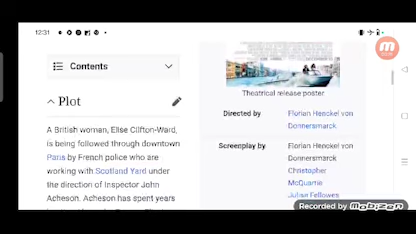 12:31
Contents
Plot
A British woman, Elise Clifton-Ward,
is being followed through downtown
Paris by French police who are
working with Scotland Yard under
the direction of Inspector John
Acheson. Acheson has spent years
Theatrical release poster
Directed by
Florian Henckel von
Donnersmarck
Screenplay by
Florian Henckel von
Donnersmarck
Christopher
McQuarrie
Julian Fellowes
Recorded by Mobizen